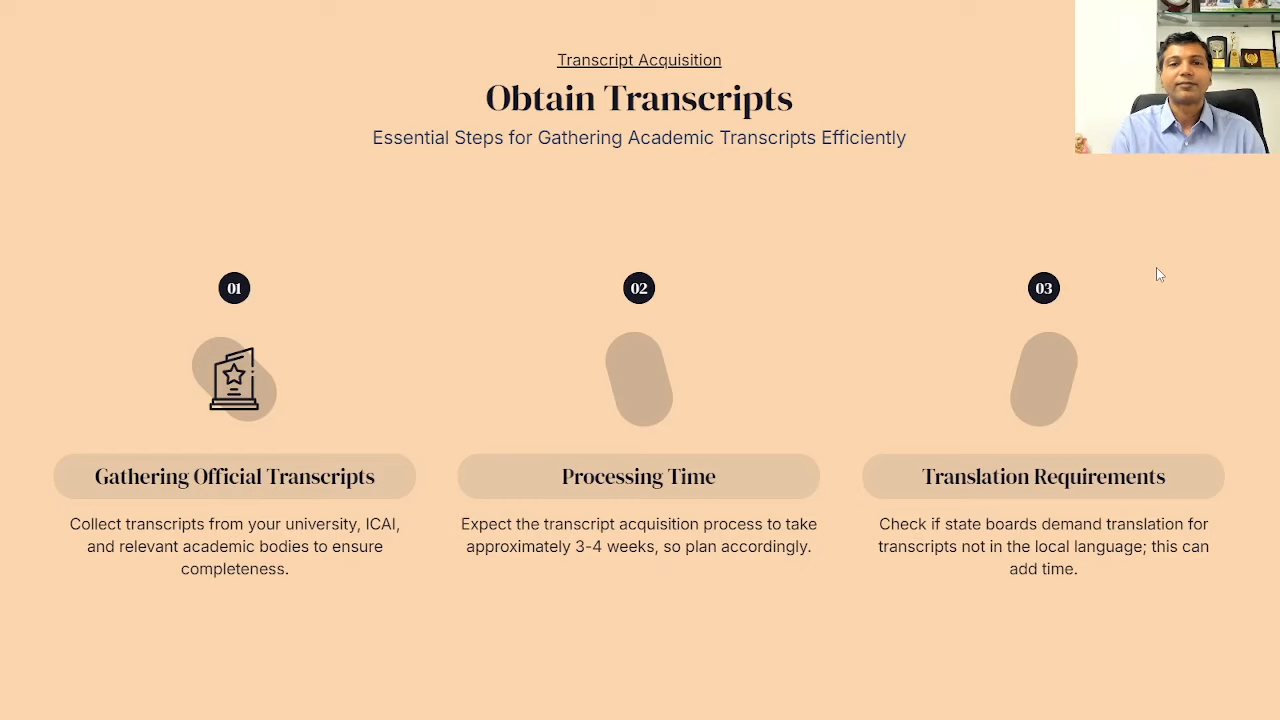 Transcript Acquisition
Obtain Transcripts
Essential Steps for Gathering Academic Transcripts Efficiently
01
02
03
Gathering Official Transcripts
Collect transcripts from your university, ICAI,
and relevant academic bodies to ensure
completeness.
Processing Time
Expect the transcript acquisition process to take
approximately 3-4 weeks, so plan accordingly.
Translation Requirements
Check if state boards demand translation for
transcripts not in the local language; this can
add time.